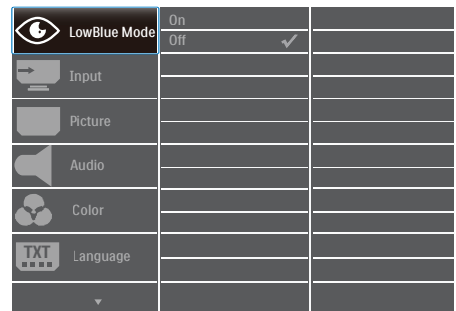 LowBlue Mode
On
Off
Input
Picture
Audio
Color
TXT
Language